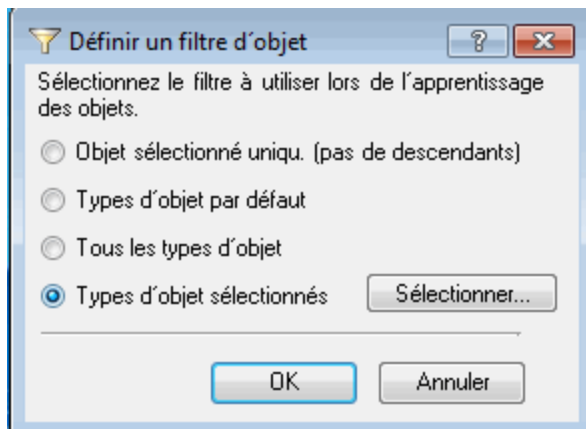 Définir un filtre d'objet
Sélectionnez le filtre à utiliser lors de l'apprentissage
des objets.
Objet sélectionné uniqu. (pas de descendants)
Types d'objet par défaut
Tous les types d'objet
Types d'objet sélectionnés
Sélectionner...
OK
Annuler